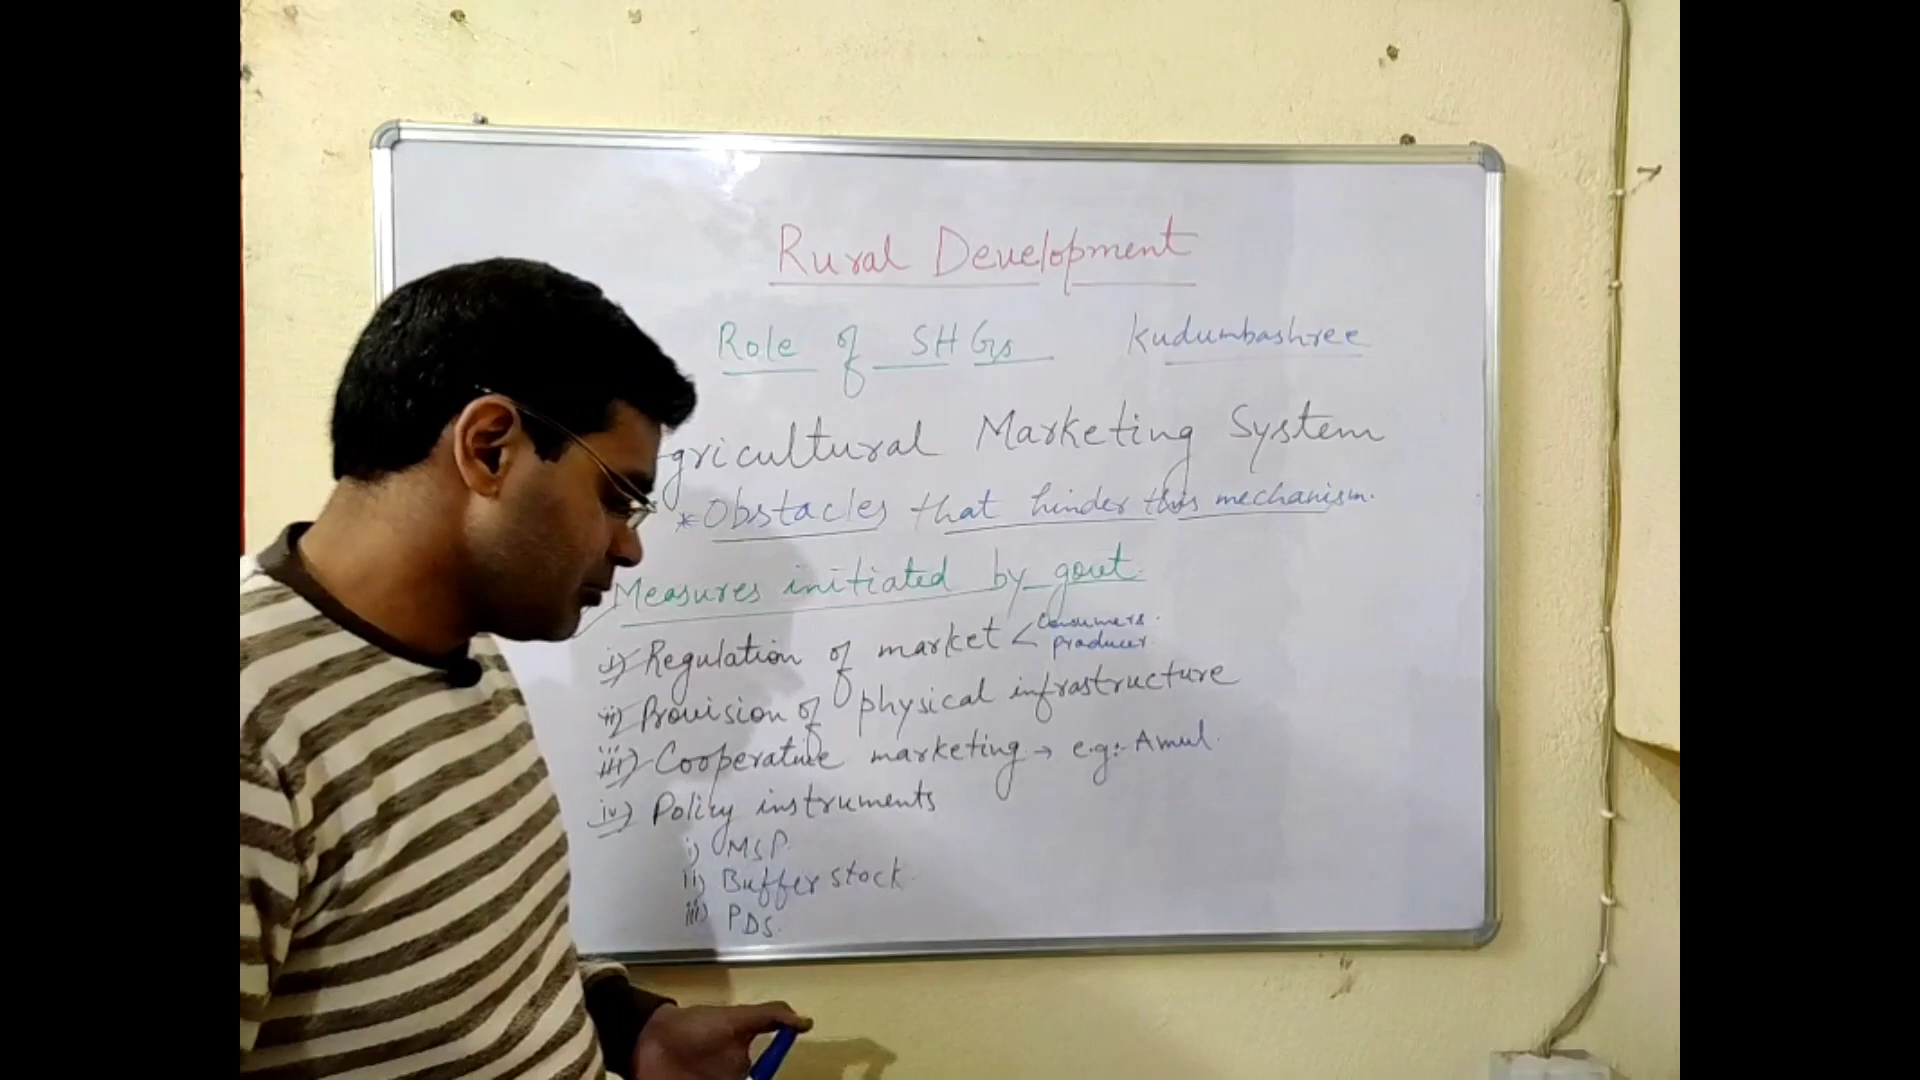 Rural Development
Role of SHGs Kudumbashree
gricultural Marketing System
* Obstacles that hinder this mechanism.
Measures initiated by govt.
i) Regulation of market < Consumers.
producer.
ii) Provision of physical infrastructure
iii) Cooperative marketing → e.g:- Amul.
iv) Policy instruments
i) MSP.
ii) Buffer stock.
iii) PDS.